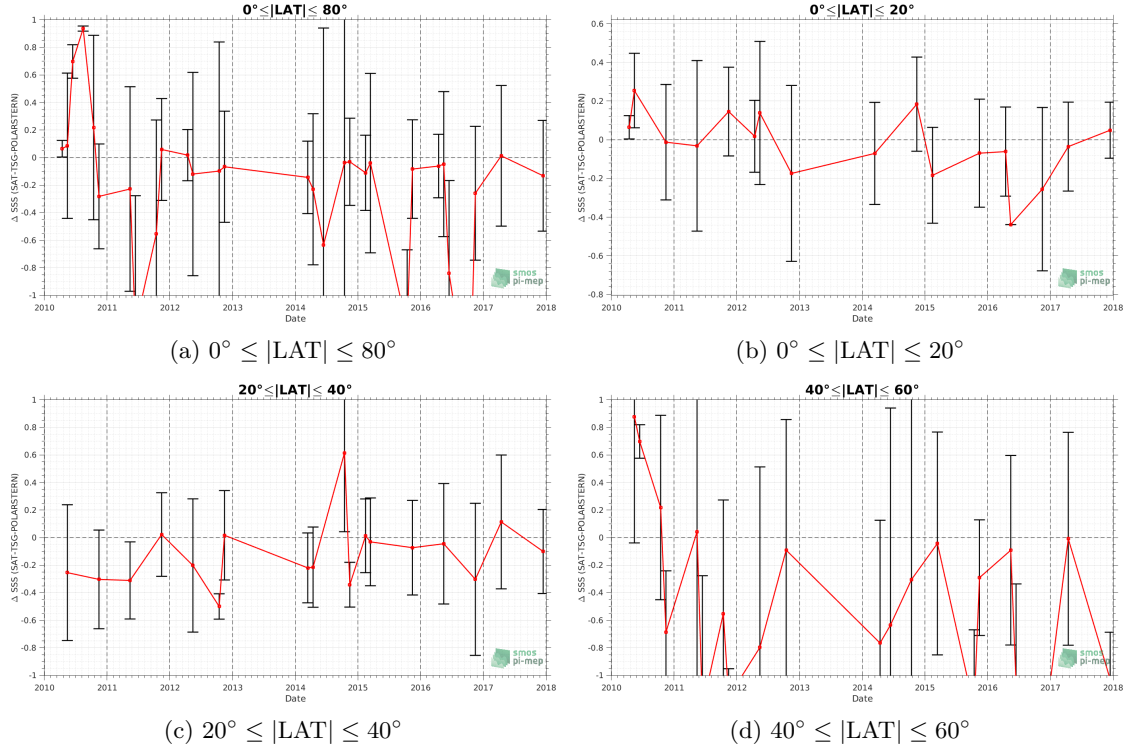 0°≤|LAT|≤ 80°
Δ SSS (SAT-TSG-POLARSTERN)
1
0.8
0.6
0.4
0.2
0
-0.2
-0.4
-0.6
-0.8
-1
2010 2011 2012 2013 2014 2015 2016 2017 2018
Date
smos
pi-mep
(a) 0° ≤ |LAT| ≤ 80°
0°≤|LAT|≤ 20°
Δ SSS (SAT-TSG-POLARSTERN)
0.6
0.4
0.2
0
-0.2
-0.4
-0.6
-0.8
2010 2011 2012 2013 2014 2015 2016 2017 2018
Date
smos
pi-mep
(b) 0° ≤ |LAT| ≤ 20°
20°≤|LAT|≤ 40°
Δ SSS (SAT-TSG-POLARSTERN)
1
0.8
0.6
0.4
0.2
0
-0.2
-0.4
-0.6
-0.8
-1
2010 2011 2012 2013 2014 2015 2016 2017 2018
Date
smos
pi-mep
(c) 20° ≤ |LAT| ≤ 40°
40°≤|LAT|≤ 60°
Δ SSS (SAT-TSG-POLARSTERN)
1
0.8
0.6
0.4
0.2
0
-0.2
-0.4
-0.6
-0.8
-1
2010 2011 2012 2013 2014 2015 2016 2017 2018
Date
smos
pi-mep
(d) 40° ≤ |LAT| ≤ 60°